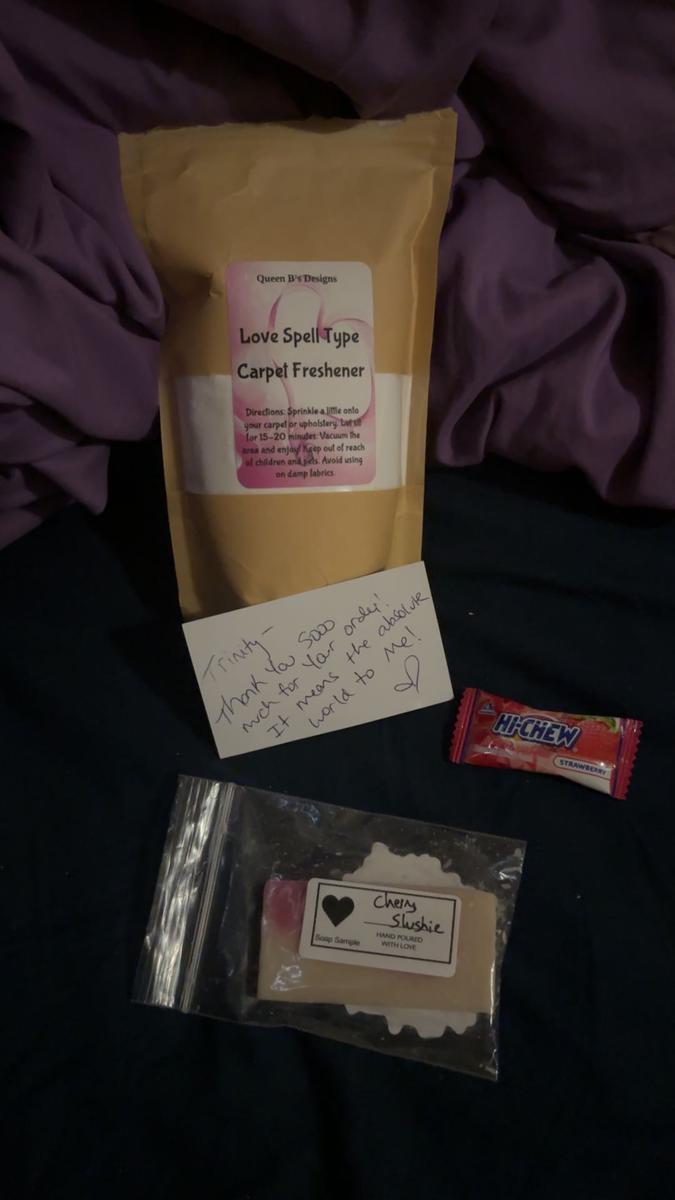 Queen B's Designs
Love Spell Type
Carpet Freshener
Directions: Sprinkle a little onto
your carpet or upholstery. Let sit
for 15-20 minutes. Vacuum the
area and enjoy! Keep out of reach
of children and pets. Avoid using
on damp fabrics.
Trinity-
Thank You Sooo
much for Your order!
It means the absolute
world to Me!
HI-CHEW
STRAWBERRY
Cherry
Slushie
Soap Sample
HAND POURED
WITH LOVE